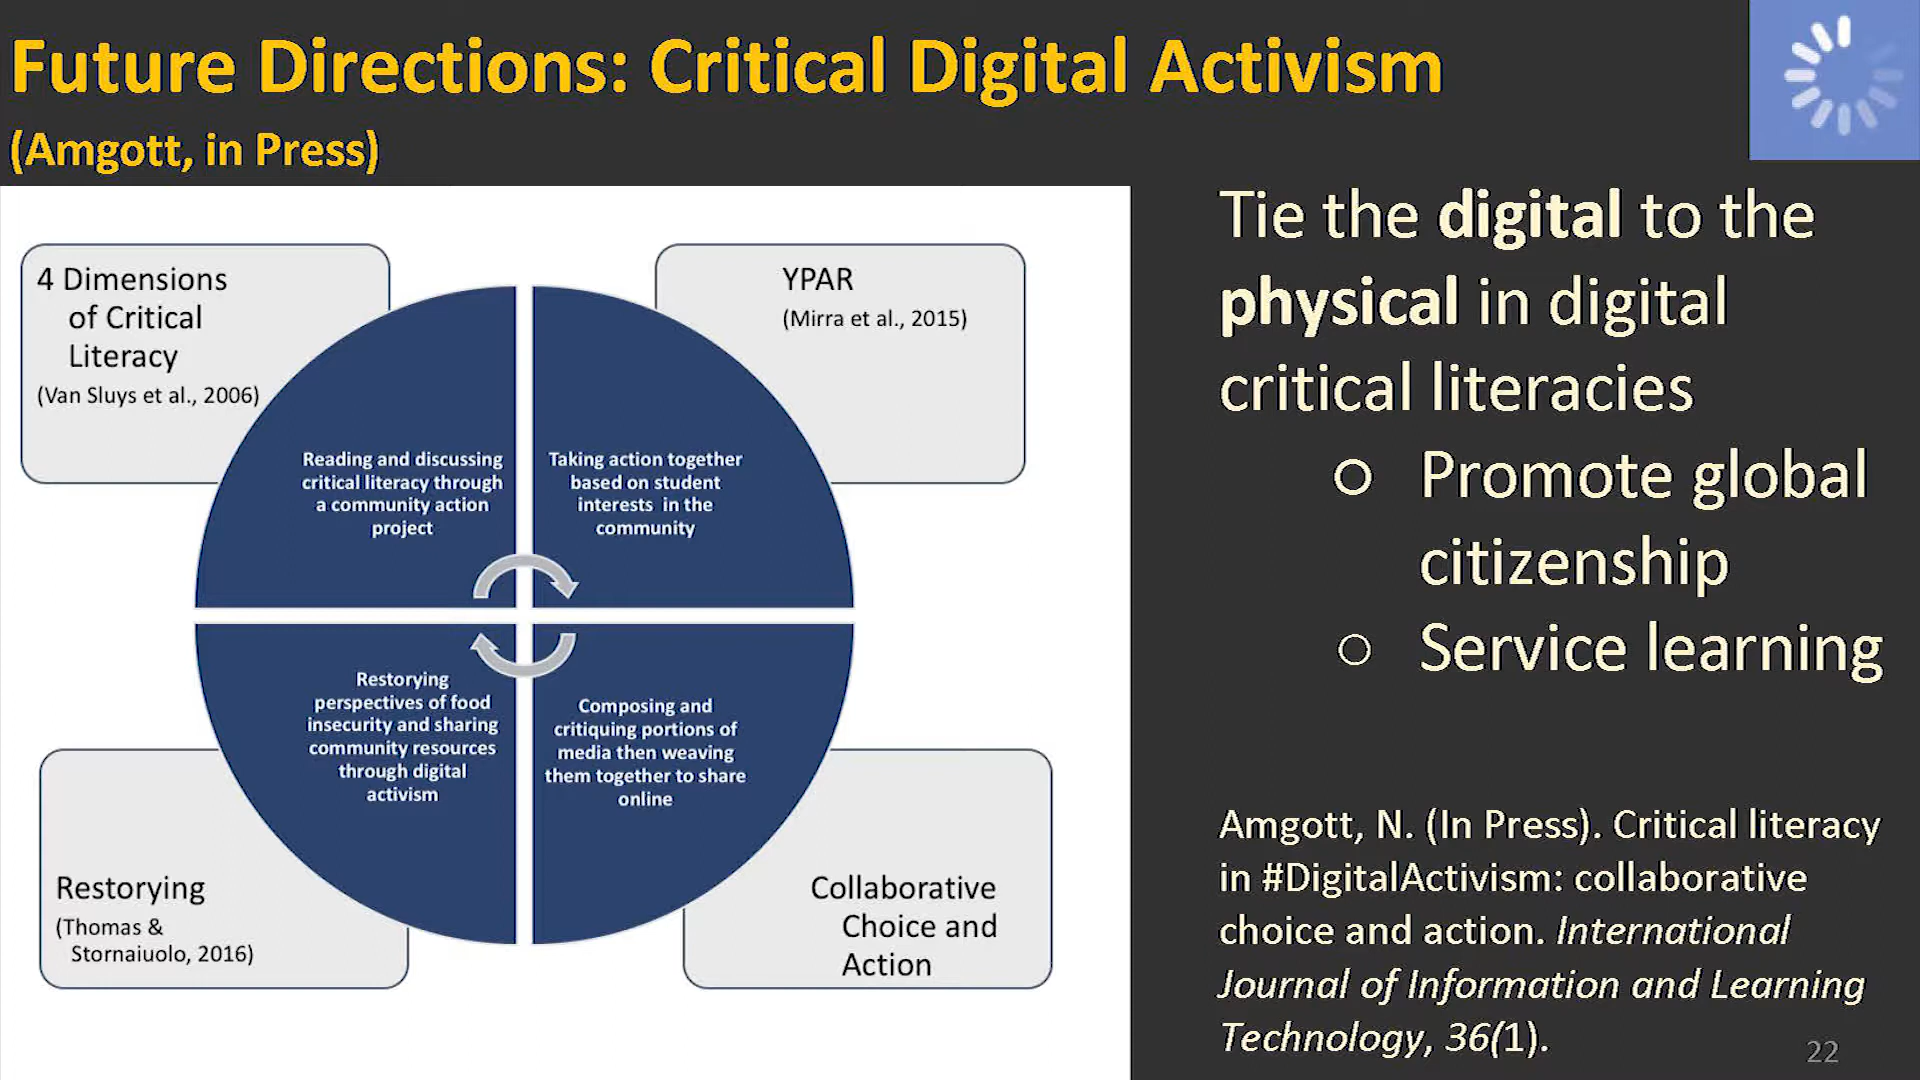 Future Directions: Critical Digital Activism
(Amgott, in Press)
4 Dimensions
of Critical
Literacy
(Van Sluys et al., 2006)
YPAR
(Mirra et al., 2015)
Reading and discussing
critical literacy through
a community action
project
Taking action together
based on student
interests in the
community
Restorying
perspectives of food
insecurity and sharing
community resources
through digital
activism
Composing and
critiquing portions of
media then weaving
them together to share
online
Restorying
(Thomas &
Stornaiuolo, 2016)
Collaborative
Choice and
Action
Tie the digital to the
physical in digital
critical literacies
○ Promote global
citizenship
○ Service learning
Amgott, N. (In Press). Critical literacy
in #DigitalActivism: collaborative
choice and action. International
Journal of Information and Learning
Technology, 36(1).
22